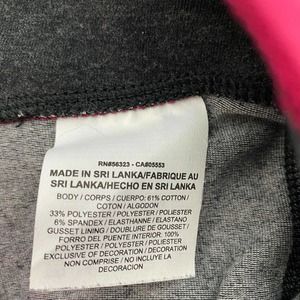 RN#56323 - CA#05553
MADE IN SRI LANKA/FABRIQUE AU
SRI LANKA/HECHO EN SRI LANKA
BODY / CORPS / CUERPO: 61% COTTON /
COTON / ALGODON
33% POLYESTER / POLYESTER / POLIESTER
6% SPANDEX / ELASTHANNE / ELASTANO
GUSSET LINING / DOUBLURE DE GOUSSET /
FORRO DEL PUENTE INTERIOR: 100%
POLYESTER / POLYESTER / POLIESTER
EXCLUSIVE OF DECORATION / DECORATION
NON COMPRISE / NO INCLUYE LA
DECORACION